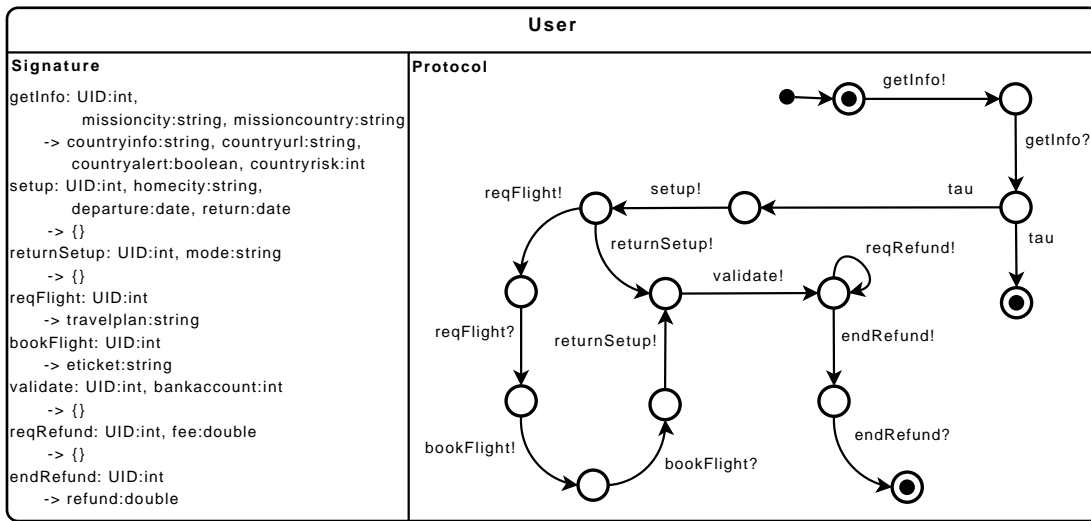 User
Signature
getInfo: UID:int,
missioncity:string, missioncountry:string
-> countryinfo:string, countryurl:string,
countryalert:boolean, countryrisk:int
setup: UID:int, homecity:string,
departure:date, return:date
-> {}
returnSetup: UID:int, mode:string
-> {}
reqFlight: UID:int
-> travelplan:string
bookFlight: UID:int
-> eticket:string
validate: UID:int, bankaccount:int
-> {}
reqRefund: UID:int, fee:double
-> {}
endRefund: UID:int
-> refund:double
Protocol
getInfo!
getInfo?
tau
tau
setup!
reqFlight!
returnSetup!
reqRefund!
validate!
reqFlight?
returnSetup!
endRefund!
bookFlight!
bookFlight?
endRefund?